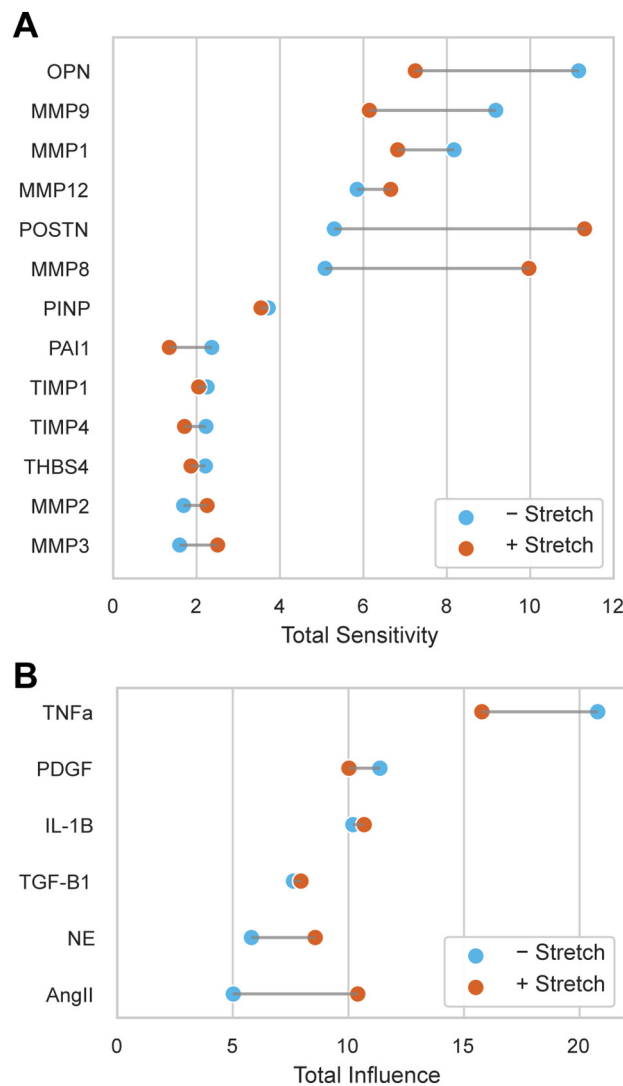 A
OPN
MMP9
MMP1
MMP12
POSTN
MMP8
PINP
PAI1
TIMP1
TIMP4
THBS4
MMP2
MMP3
− Stretch
+ Stretch
0 2 4 6 8 10 12
Total Sensitivity
B
TNFa
PDGF
IL-1B
TGF-B1
NE
AngII
− Stretch
+ Stretch
0 5 10 15 20
Total Influence